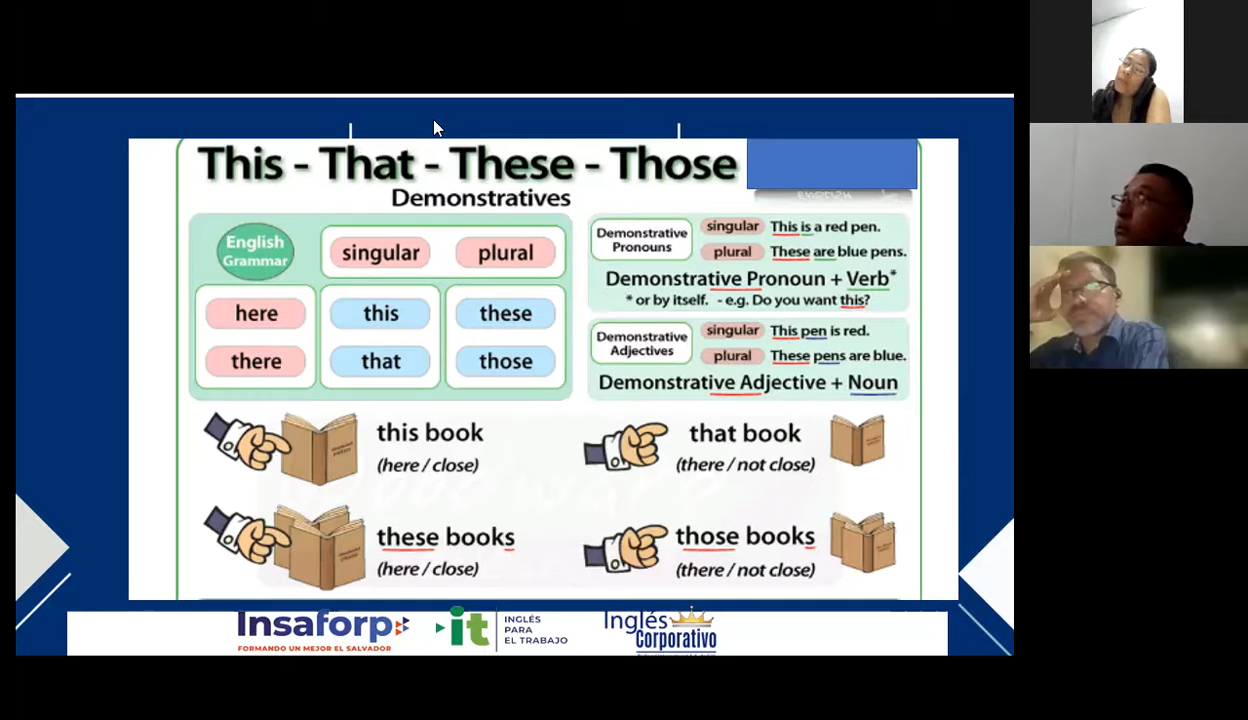 This - That - These - Those
Demonstratives
English
Grammar
singular
plural
here
this
these
there
that
those
Demonstrative
Pronouns
singular This is a red pen.
plural These are blue pens.
Demonstrative Pronoun + Verb*
* or by itself. - e.g. Do you want this?
Demonstrative
Adjectives
singular This pen is red.
plural These pens are blue.
Demonstrative Adjective + Noun
this book
(here / close)
that book
(there / not close)
these books
(here / close)
those books
(there / not close)
Insaforp
FORMANDO UN MEJOR EL SALVADOR
it
INGLÉS
PARA
EL TRABAJO
Inglés
Corporativo